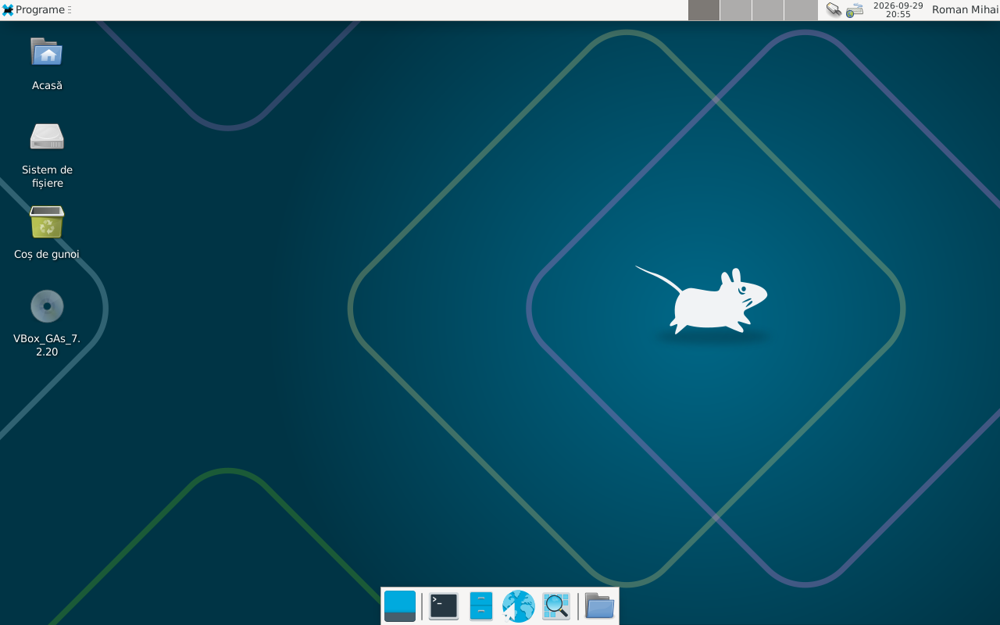 Programe
2026-09-29
20:55
Roman Mihai
Acasă
Sistem de
fișiere
Coș de gunoi
VBox_GAs_7.
2.20
>_